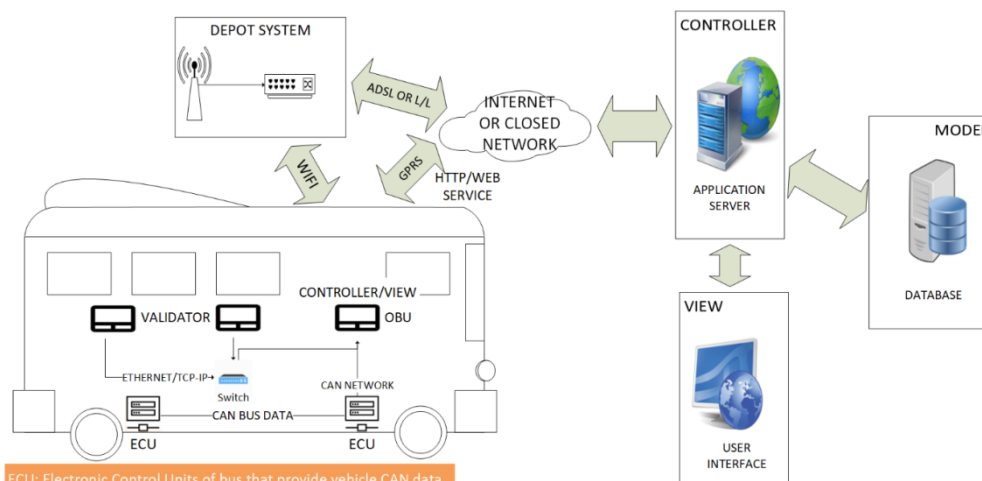 DEPOT SYSTEM
ADSL OR L/L
WIFI
GPRS
HTTP/WEB
SERVICE
INTERNET
OR CLOSED
NETWORK
CONTROLLER
APPLICATION
SERVER
MODEL
DATABASE
VIEW
USER
INTERFACE
CONTROLLER/VIEW
VALIDATOR
OBU
ETHERNET/TCP-IP
Switch
CAN NETWORK
CAN BUS DATA
ECU
ECU
ECU: Electronic Control Units of bus that provide vehicle CAN data